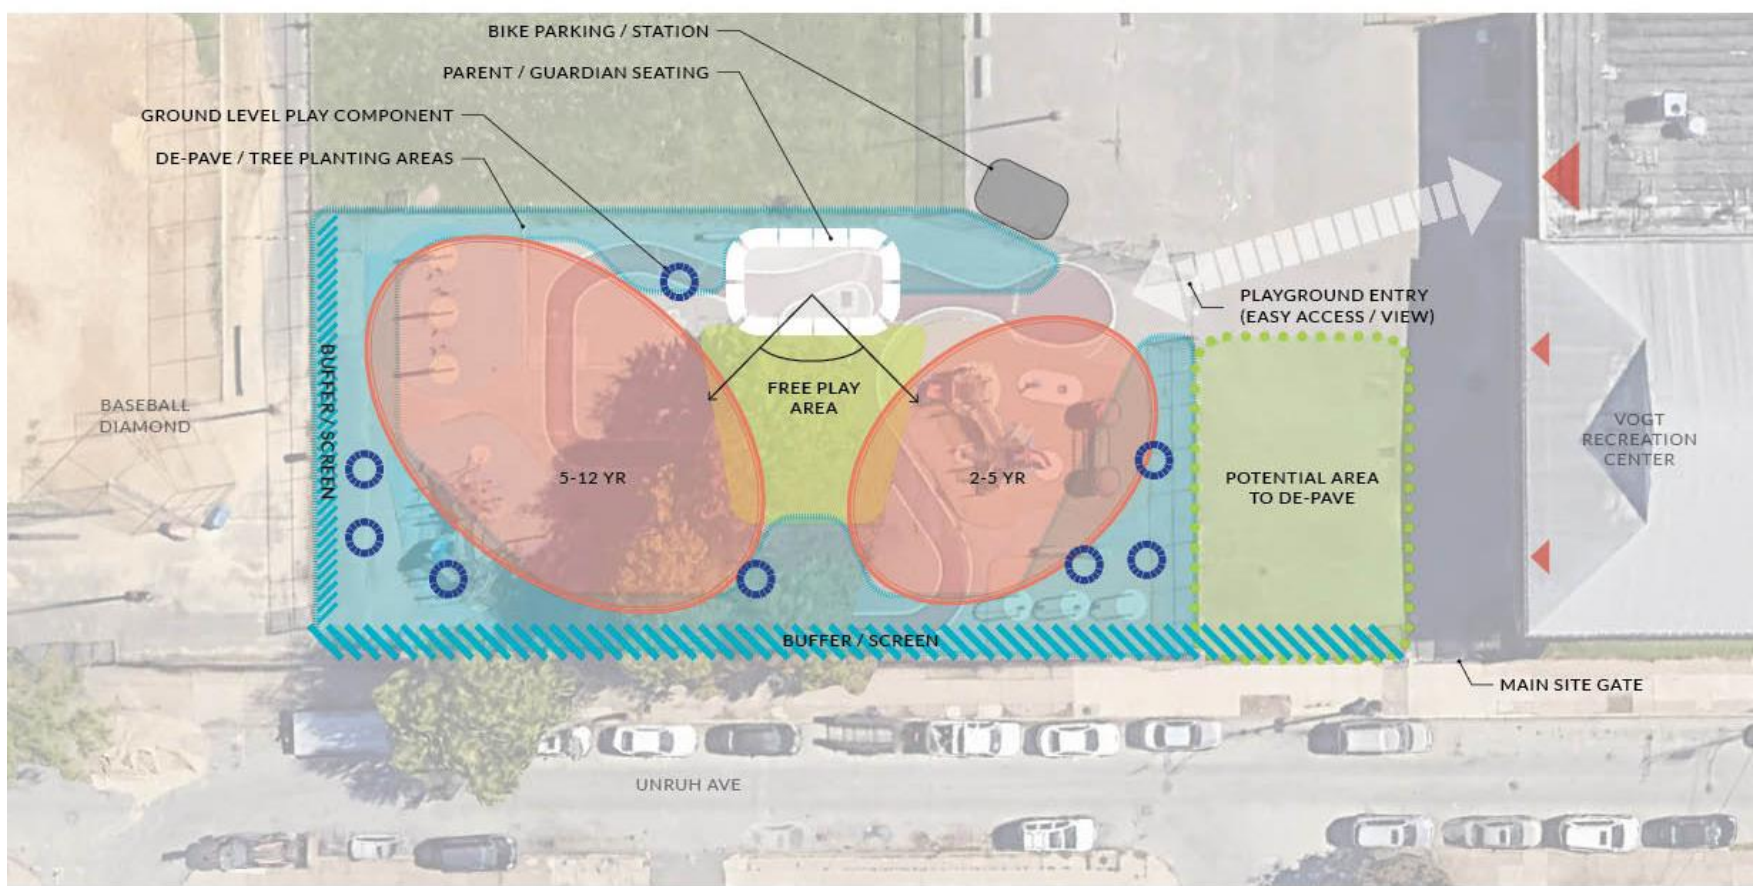 BIKE PARKING / STATION
PARENT / GUARDIAN SEATING
GROUND LEVEL PLAY COMPONENT
DE-PAVE / TREE PLANTING AREAS
PLAYGROUND ENTRY
(EASY ACCESS / VIEW)
BUFFER / SCREEN
BASEBALL
DIAMOND
FREE PLAY
AREA
5-12 YR
2-5 YR
POTENTIAL AREA
TO DE-PAVE
VOGT
RECREATION
CENTER
BUFFER / SCREEN
MAIN SITE GATE
UNRUH AVE